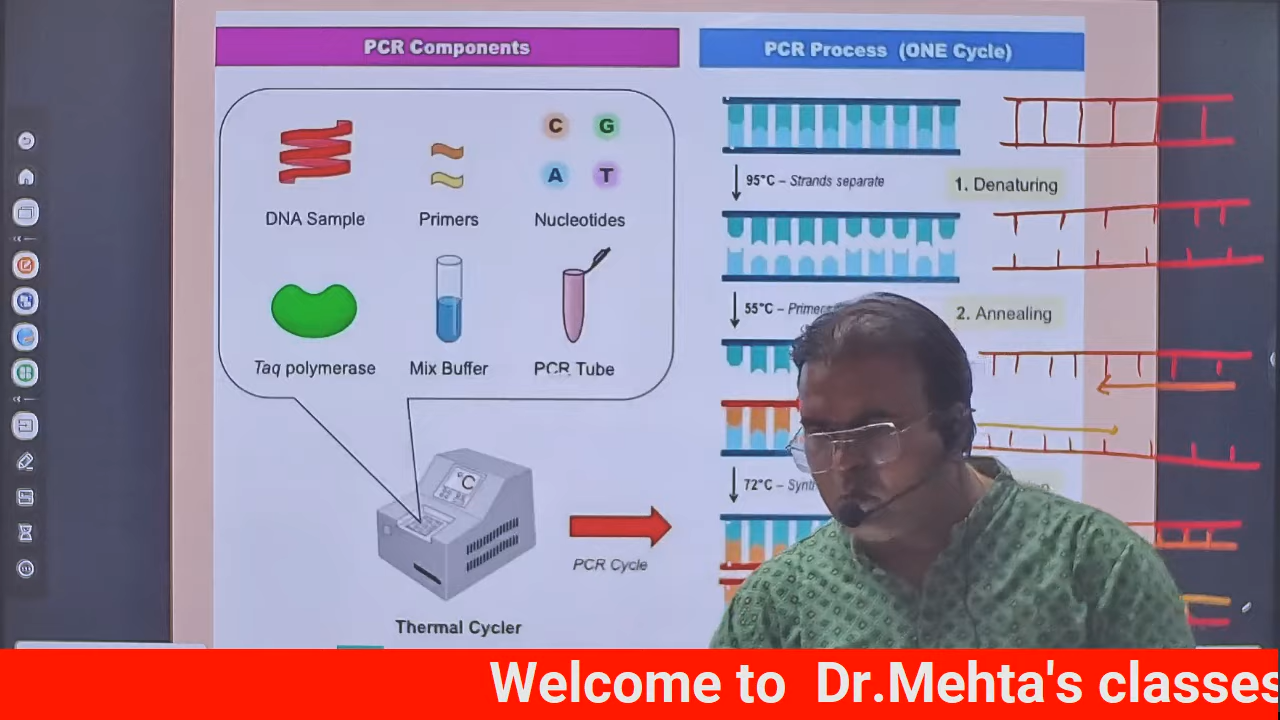 PCR Components
PCR Process (ONE Cycle)
C G
A T
DNA Sample
Primers
Nucleotides
95°C – Strands separate
1. Denaturing
55°C – Primers
2. Annealing
Taq polymerase
Mix Buffer
PCR Tube
°C
72°C –
PCR Cycle
Thermal Cycler
Welcome to Dr.Mehta's classes